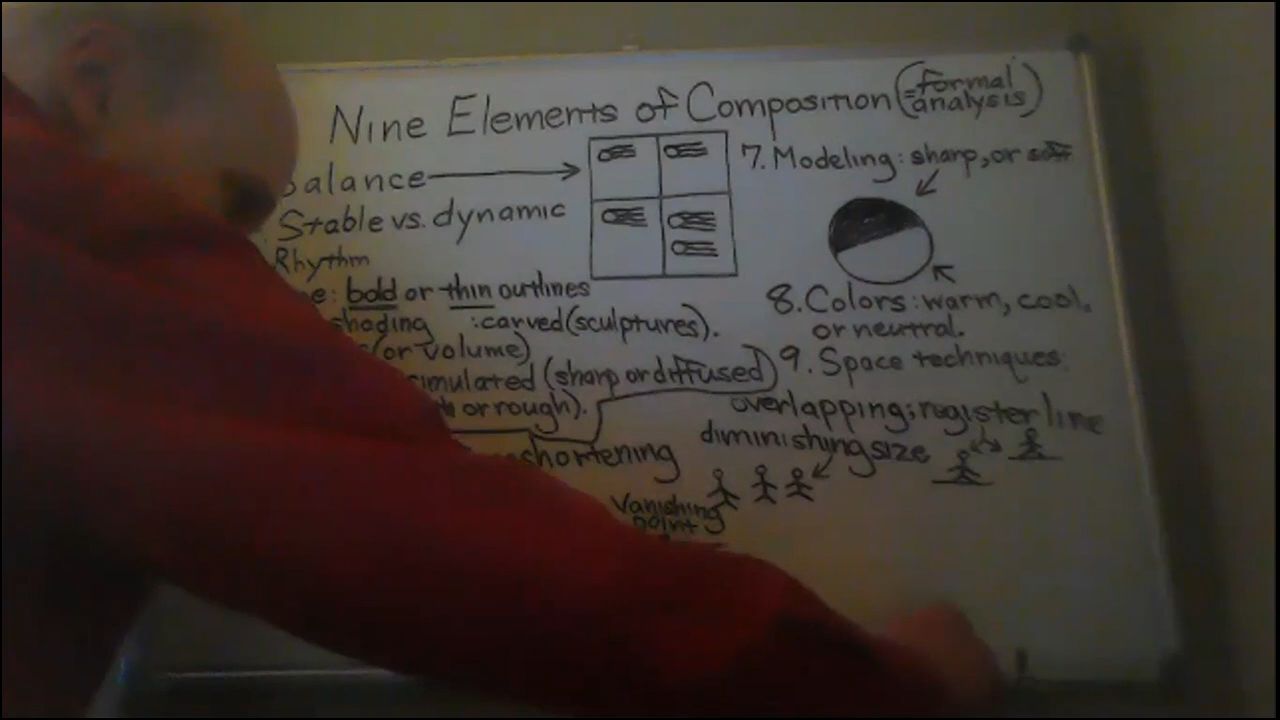 Nine Elements of Composition (=formal analysis)
Balance
Stable vs. dynamic
Rhythm
: bold or thin outlines
shading :carved (sculptures).
(or volume)
simulated (sharp or diffused)
or rough).
shortening
Vanishing
point
7. Modeling: sharp, or
8. Colors: warm, cool,
or neutral.
9. Space techniques:
overlapping; register line
diminishing size